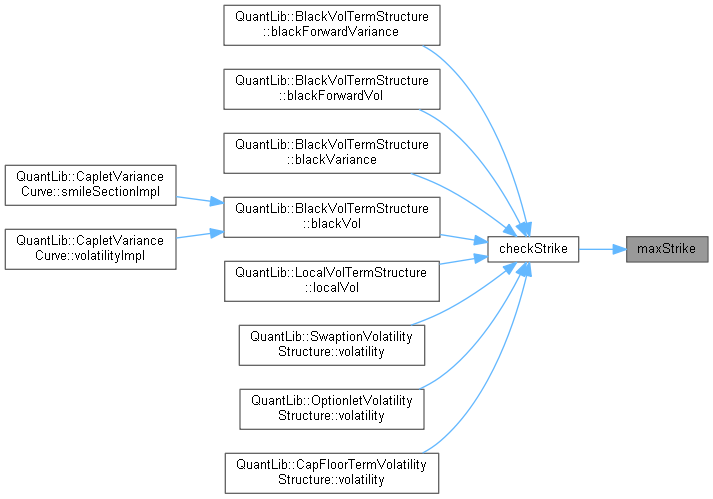 QuantLib::BlackVolTermStructure
::blackForwardVariance
QuantLib::BlackVolTermStructure
::blackForwardVol
QuantLib::BlackVolTermStructure
::blackVariance
QuantLib::CapletVariance
Curve::smileSectionImpl
QuantLib::BlackVolTermStructure
::blackVol
QuantLib::CapletVariance
Curve::volatilityImpl
checkStrike
maxStrike
QuantLib::LocalVolTermStructure
::localVol
QuantLib::SwaptionVolatility
Structure::volatility
QuantLib::OptionletVolatility
Structure::volatility
QuantLib::CapFloorTermVolatility
Structure::volatility